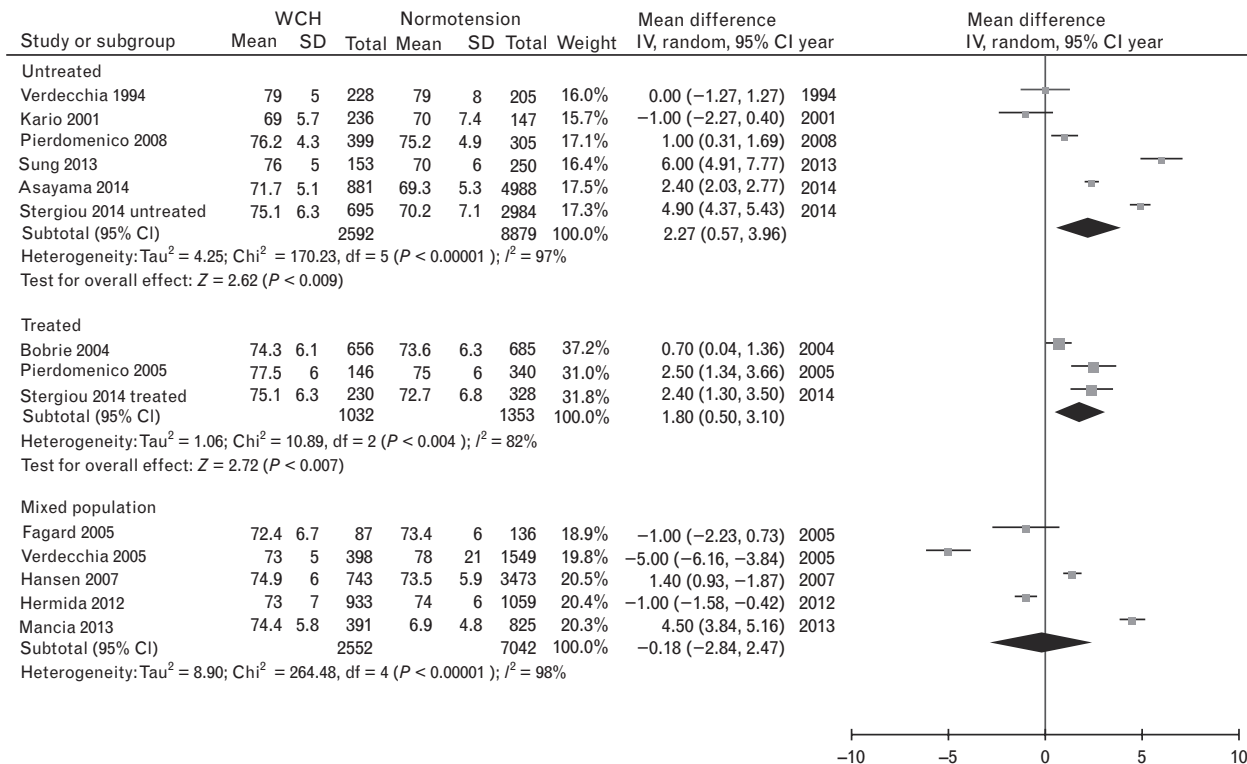 WCH Normotension Mean difference Mean difference
Study or subgroup Mean SD Total Mean SD Total Weight IV, random, 95% CI year IV, random, 95% CI year
Untreated
Verdecchia 1994 79 5 228 79 8 205 16.0% 0.00 (−1.27, 1.27) 1994
Kario 2001 69 5.7 236 70 7.4 147 15.7% −1.00 (−2.27, 0.40) 2001
Pierdomenico 2008 76.2 4.3 399 75.2 4.9 305 17.1% 1.00 (0.31, 1.69) 2008
Sung 2013 76 5 153 70 6 250 16.4% 6.00 (4.91, 7.77) 2013
Asayama 2014 71.7 5.1 881 69.3 5.3 4988 17.5% 2.40 (2.03, 2.77) 2014
Stergiou 2014 untreated 75.1 6.3 695 70.2 7.1 2984 17.3% 4.90 (4.37, 5.43) 2014
Subtotal (95% CI) 2592 8879 100.0% 2.27 (0.57, 3.96)
Heterogeneity: Tau² = 4.25; Chi² = 170.23, df = 5 (P < 0.00001 ); I² = 97%
Test for overall effect: Z = 2.62 (P < 0.009)
Treated
Bobrie 2004 74.3 6.1 656 73.6 6.3 685 37.2% 0.70 (0.04, 1.36) 2004
Pierdomenico 2005 77.5 6 146 75 6 340 31.0% 2.50 (1.34, 3.66) 2005
Stergiou 2014 treated 75.1 6.3 230 72.7 6.8 328 31.8% 2.40 (1.30, 3.50) 2014
Subtotal (95% CI) 1032 1353 100.0% 1.80 (0.50, 3.10)
Heterogeneity: Tau² = 1.06; Chi² = 10.89, df = 2 (P < 0.004 ); I² = 82%
Test for overall effect: Z = 2.72 (P < 0.007)
Mixed population
Fagard 2005 72.4 6.7 87 73.4 6 136 18.9% −1.00 (−2.23, 0.73) 2005
Verdecchia 2005 73 5 398 78 21 1549 19.8% −5.00 (−6.16, −3.84) 2005
Hansen 2007 74.9 6 743 73.5 5.9 3473 20.5% 1.40 (0.93, −1.87) 2007
Hermida 2012 73 7 933 74 6 1059 20.4% −1.00 (−1.58, −0.42) 2012
Mancia 2013 74.4 5.8 391 6.9 4.8 825 20.3% 4.50 (3.84, 5.16) 2013
Subtotal (95% CI) 2552 7042 100.0% −0.18 (−2.84, 2.47)
Heterogeneity: Tau² = 8.90; Chi² = 264.48, df = 4 (P < 0.00001 ); I² = 98%
−10 −5 0 5 10